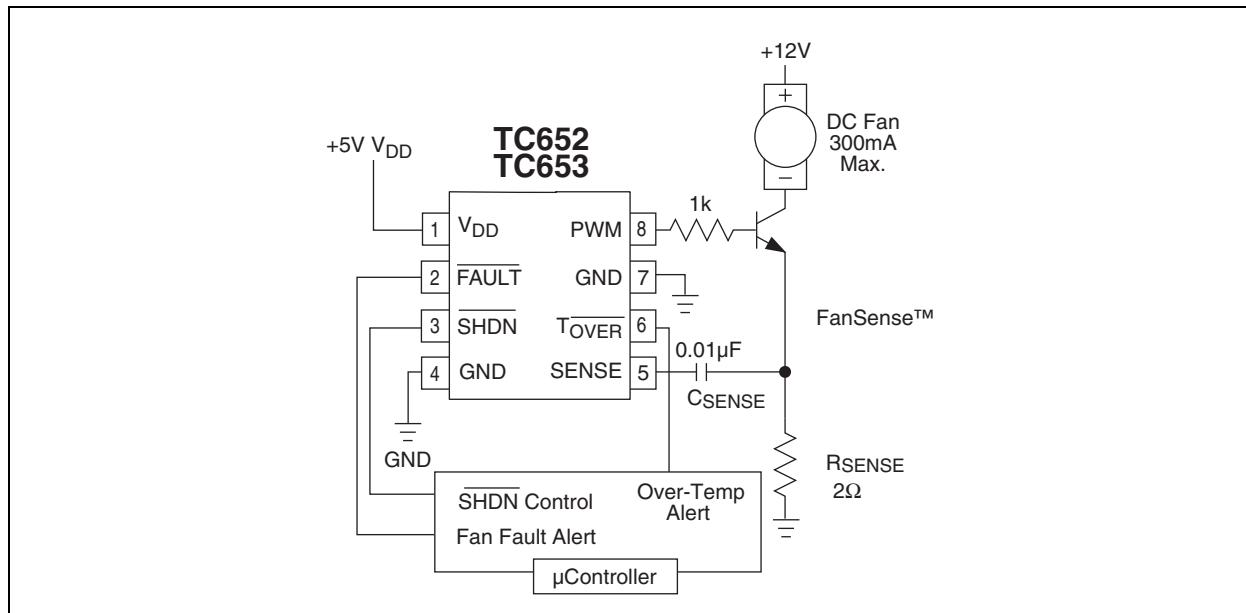 +12V
+
DC Fan
300mA
Max.
–
TC652
TC653
+5V VDD
1k
1 VDD PWM 8
2 FAULT GND 7
3 SHDN TOVER 6
4 GND SENSE 5
FanSense™
0.01µF
CSENSE
GND
RSENSE
2Ω
SHDN Control
Over-Temp
Alert
Fan Fault Alert
µController